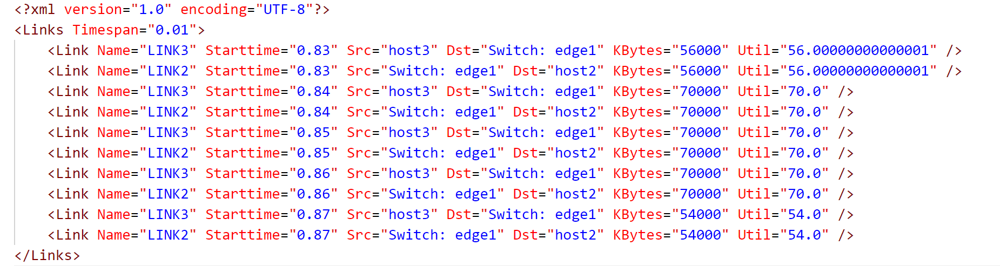 <?xml version="1.0" encoding="UTF-8"?>
<Links Timespan="0.01">
    <Link Name="LINK3" Starttime="0.83" Src="host3" Dst="Switch: edge1" KBytes="56000" Util="56.00000000000001" />
    <Link Name="LINK2" Starttime="0.83" Src="Switch: edge1" Dst="host2" KBytes="56000" Util="56.00000000000001" />
    <Link Name="LINK3" Starttime="0.84" Src="host3" Dst="Switch: edge1" KBytes="70000" Util="70.0" />
    <Link Name="LINK2" Starttime="0.84" Src="Switch: edge1" Dst="host2" KBytes="70000" Util="70.0" />
    <Link Name="LINK3" Starttime="0.85" Src="host3" Dst="Switch: edge1" KBytes="70000" Util="70.0" />
    <Link Name="LINK2" Starttime="0.85" Src="Switch: edge1" Dst="host2" KBytes="70000" Util="70.0" />
    <Link Name="LINK3" Starttime="0.86" Src="host3" Dst="Switch: edge1" KBytes="70000" Util="70.0" />
    <Link Name="LINK2" Starttime="0.86" Src="Switch: edge1" Dst="host2" KBytes="70000" Util="70.0" />
    <Link Name="LINK3" Starttime="0.87" Src="host3" Dst="Switch: edge1" KBytes="54000" Util="54.0" />
    <Link Name="LINK2" Starttime="0.87" Src="Switch: edge1" Dst="host2" KBytes="54000" Util="54.0" />
</Links>